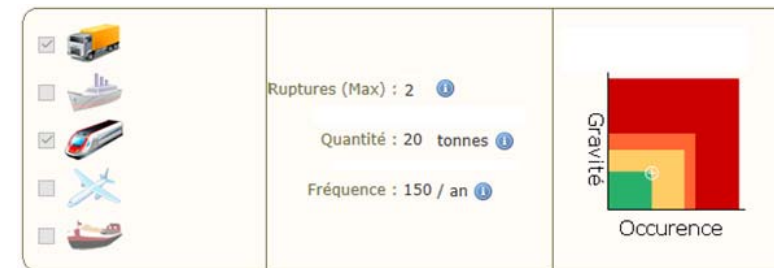 Ruptures (Max) : 2
Quantité : 20 tonnes
Fréquence : 150 / an
Gravité
Occurence